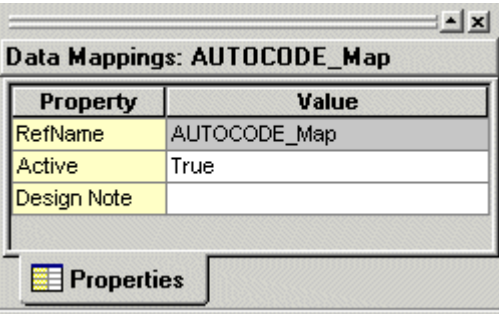 Data Mappings: AUTOCODE_Map
Property Value
RefName AUTOCODE_Map
Active True
Design Note
Properties